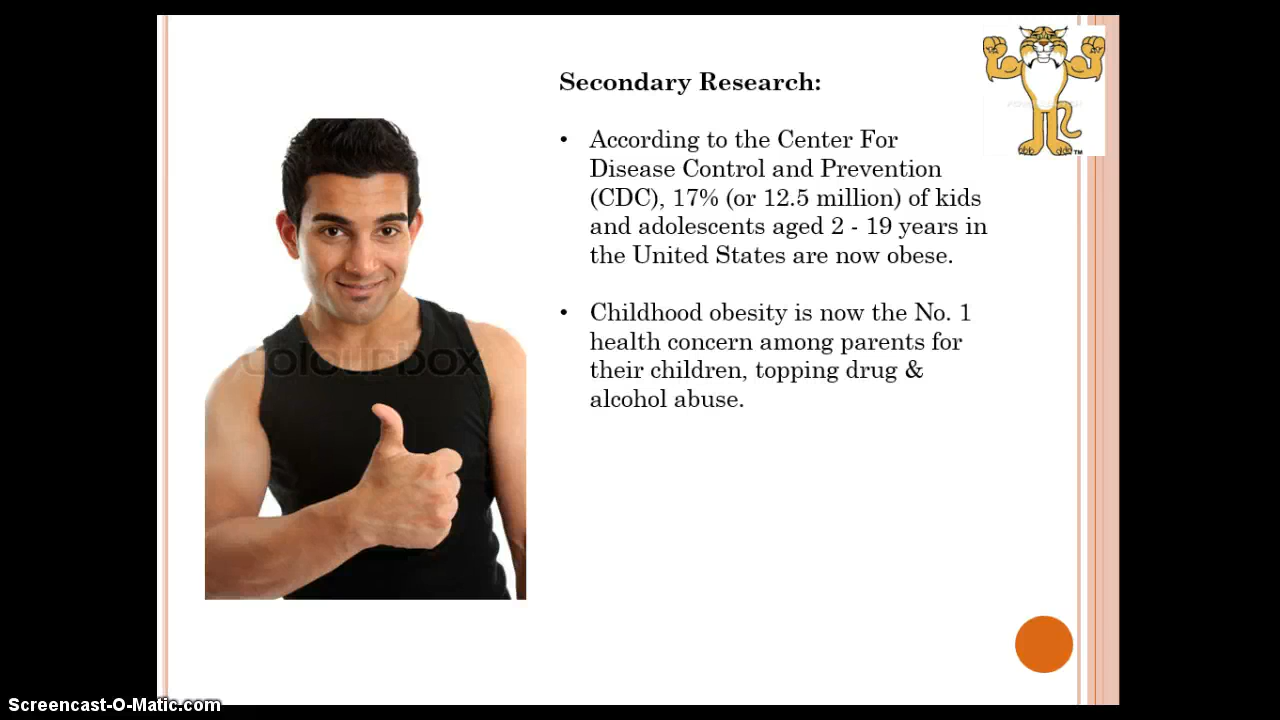 Secondary Research:
• According to the Center For
Disease Control and Prevention
(CDC), 17% (or 12.5 million) of kids
and adolescents aged 2 - 19 years in
the United States are now obese.
• Childhood obesity is now the No. 1
health concern among parents for
their children, topping drug &
alcohol abuse.
colourbox
TM
Screencast-O-Matic.com